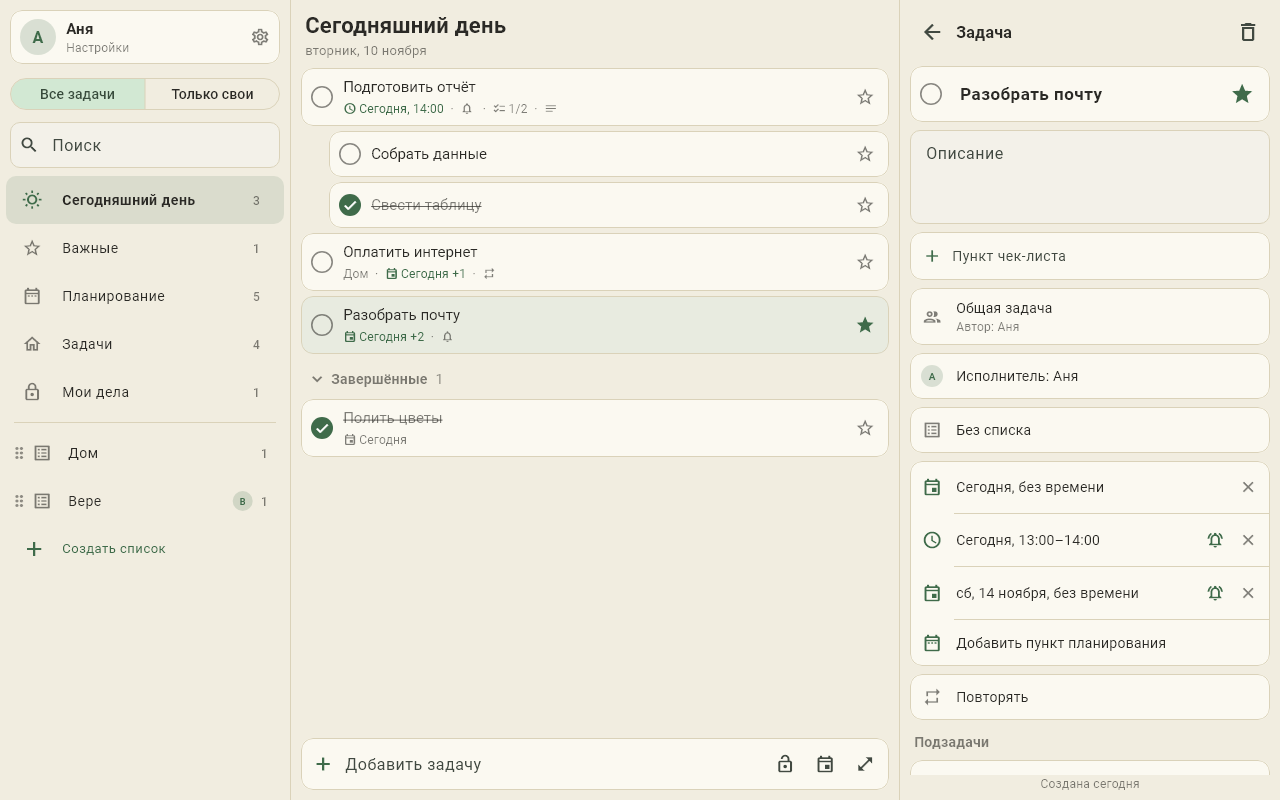 А
Аня
Настройки
Все задачи
Только свои
Поиск
Сегодняшний день
3
Важные
1
Планирование
5
Задачи
4
Мои дела
1
Дом
1
Вере
В
1
Создать список
Сегодняшний день
вторник, 10 ноября
Подготовить отчёт
Сегодня, 14:00 · · 1/2 ·
Собрать данные
Свести таблицу
Оплатить интернет
Дом · Сегодня +1 ·
Разобрать почту
Сегодня +2 ·
Завершённые 1
Полить цветы
Сегодня
Добавить задачу
Задача
Разобрать почту
Описание
Пункт чек-листа
Общая задача
Автор: Аня
А
Исполнитель: Аня
Без списка
Сегодня, без времени
Сегодня, 13:00–14:00
сб, 14 ноября, без времени
Добавить пункт планирования
Повторять
Подзадачи
Создана сегодня